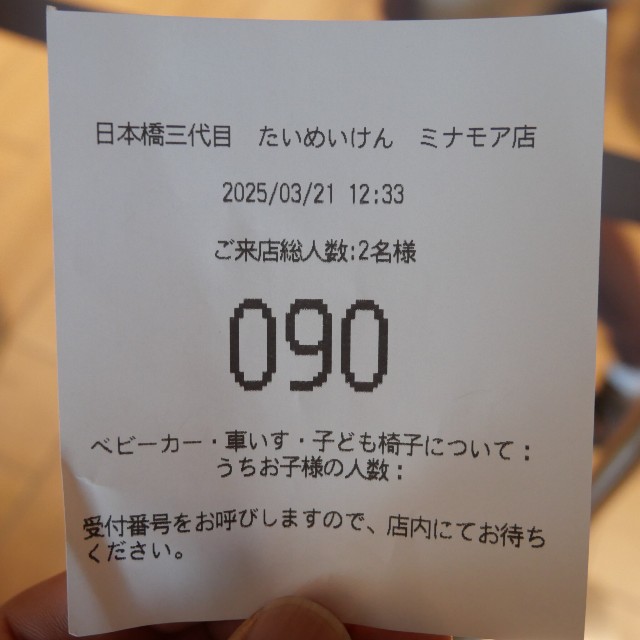 日本橋三代目　たいめいけん　ミナモア店
2025/03/21 12:33
ご来店総人数:2名様
090
ベビーカー・車いす・子ども椅子について：
うちお子様の人数：
受付番号をお呼びしますので、店内にてお待ち
ください。